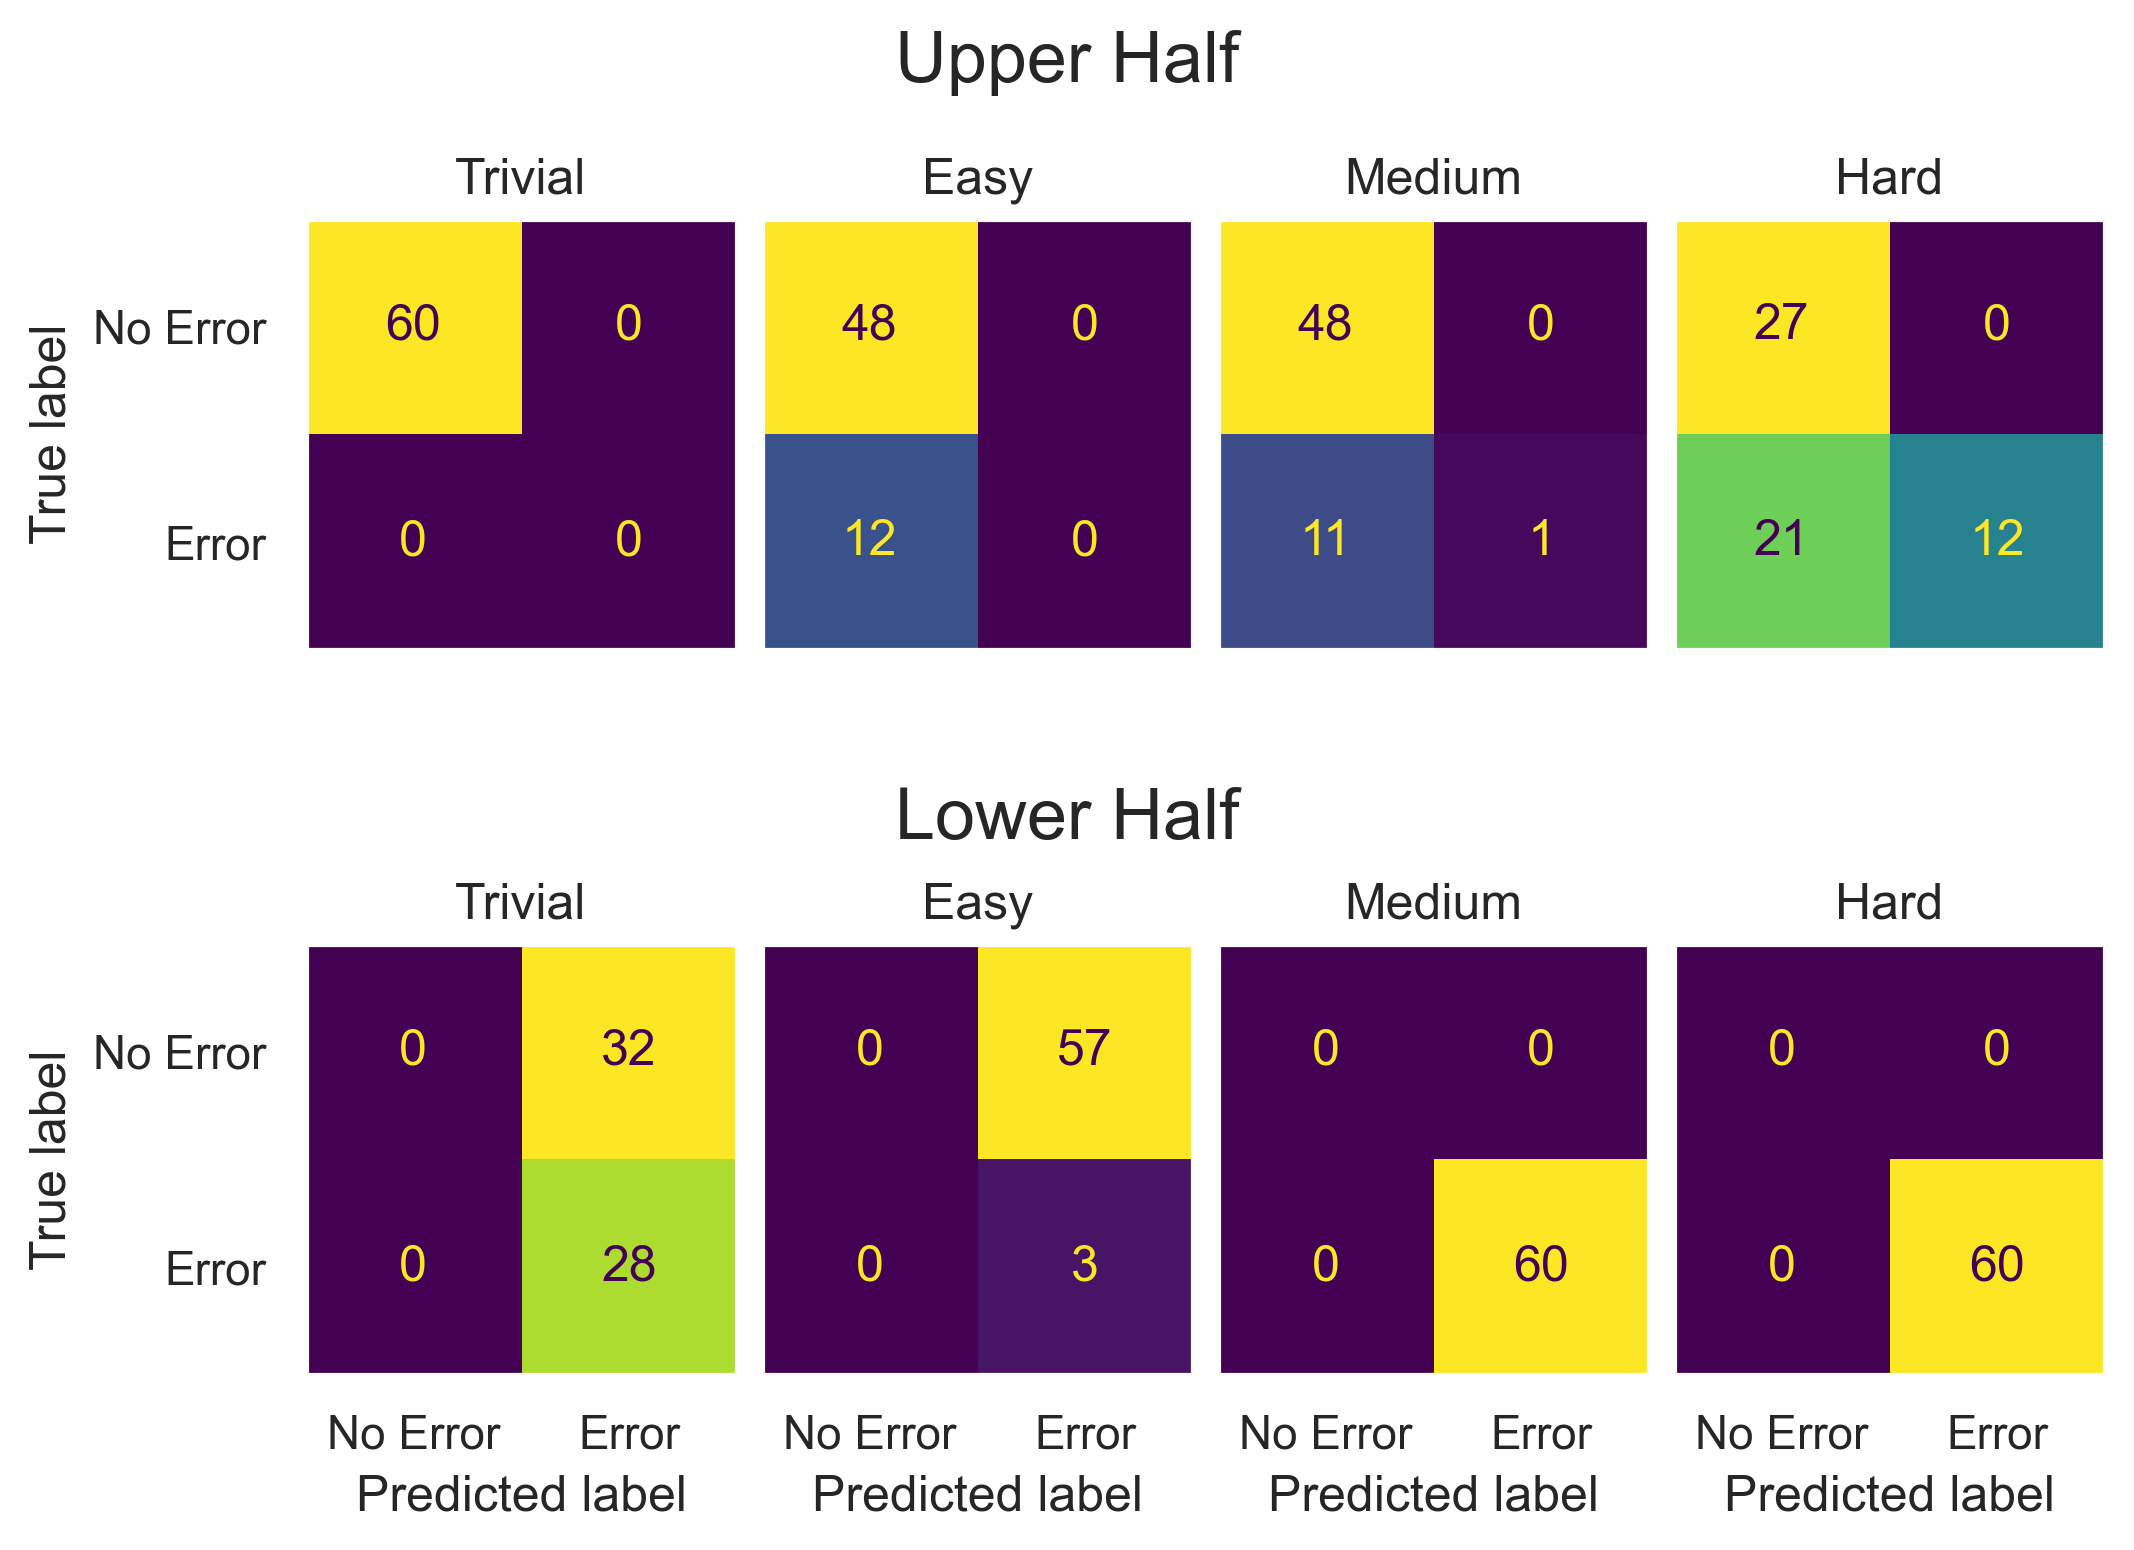 Upper Half
Trivial Easy Medium Hard
True label
No Error 60 0 48 0 48 0 27 0
Error 0 0 12 0 11 1 21 12
Lower Half
Trivial Easy Medium Hard
True label
No Error 0 32 0 57 0 0 0 0
Error 0 28 0 3 0 60 0 60
No Error Error No Error Error No Error Error No Error Error
Predicted label Predicted label Predicted label Predicted label